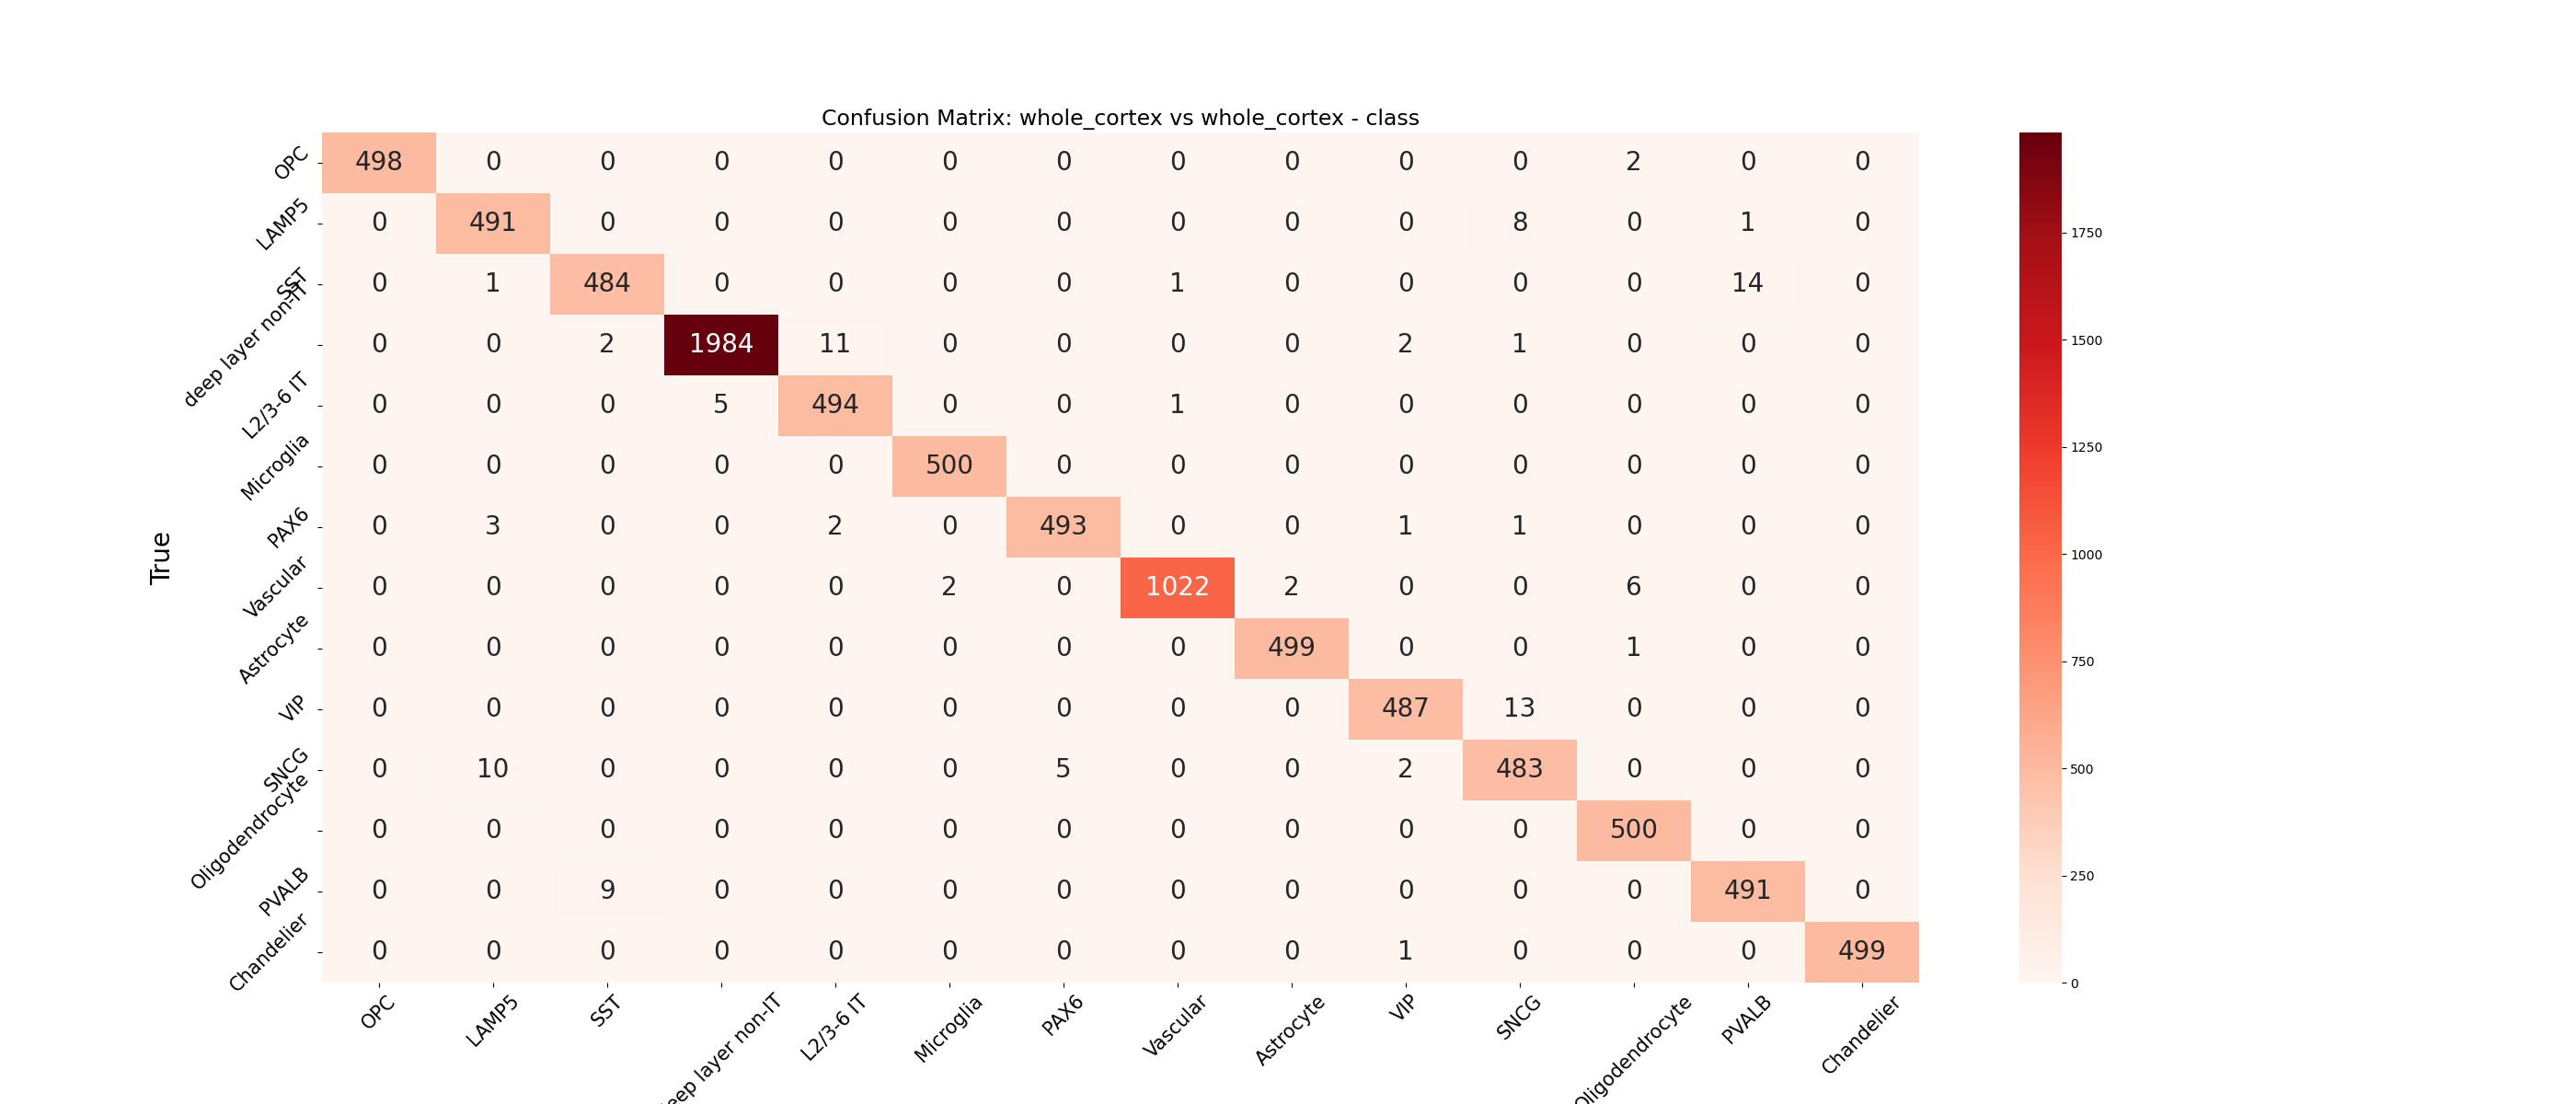 Confusion Matrix: whole_cortex vs whole_cortex - class
OPC 498 0 0 0 0 0 0 0 0 0 0 2 0 0
LAMP5 0 491 0 0 0 0 0 0 0 0 8 0 1 0
SST 0 1 484 0 0 0 0 1 0 0 0 0 14 0
deep layer non-IT 0 0 2 1984 11 0 0 0 0 2 1 0 0 0
L2/3-6 IT 0 0 0 5 494 0 0 1 0 0 0 0 0 0
Microglia 0 0 0 0 0 500 0 0 0 0 0 0 0 0
PAX6 0 3 0 0 2 0 493 0 0 1 1 0 0 0
Vascular 0 0 0 0 0 2 0 1022 2 0 0 6 0 0
Astrocyte 0 0 0 0 0 0 0 0 499 0 0 1 0 0
VIP 0 0 0 0 0 0 0 0 0 487 13 0 0 0
SNCG 0 10 0 0 0 0 5 0 0 2 483 0 0 0
Oligodendrocyte 0 0 0 0 0 0 0 0 0 0 0 500 0 0
PVALB 0 0 9 0 0 0 0 0 0 0 0 0 491 0
Chandelier 0 0 0 0 0 0 0 0 0 1 0 0 0 499
True
OPC LAMP5 SST eep layer non-IT L2/3-6 IT Microglia PAX6 Vascular Astrocyte VIP SNCG Oligodendrocyte PVALB Chandelier
1750
1500
1250
1000
750
500
250
0